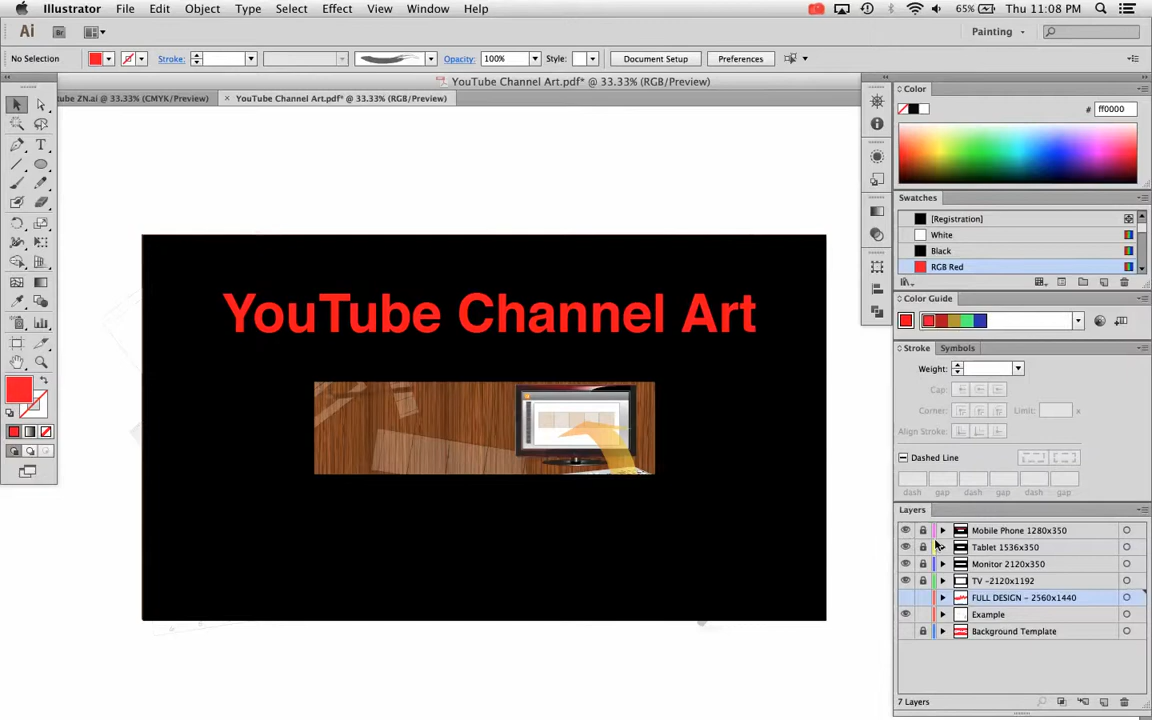 Illustrator File Edit Object Type Select Effect View Window Help 65% Thu 11:08 PM
Ai Br Painting
No Selection Stroke: Opacity: 100% Style: Document Setup Preferences
YouTube Channel Art.pdf* @ 33.33% (RGB/Preview)
tube ZN.ai @ 33.33% (CMYK/Preview) × YouTube Channel Art.pdf* @ 33.33% (RGB/Preview)
YouTube Channel Art
Color
# ff0000
Swatches
[Registration]
White
Black
RGB Red
Color Guide
Stroke Symbols
Weight:
Cap:
Corner: Limit: x
Align Stroke:
Dashed Line
dash gap dash gap dash gap
Layers
Mobile Phone 1280x350
Tablet 1536x350
Monitor 2120x350
TV -2120x1192
FULL DESIGN - 2560x1440
Example
Background Template
7 Layers